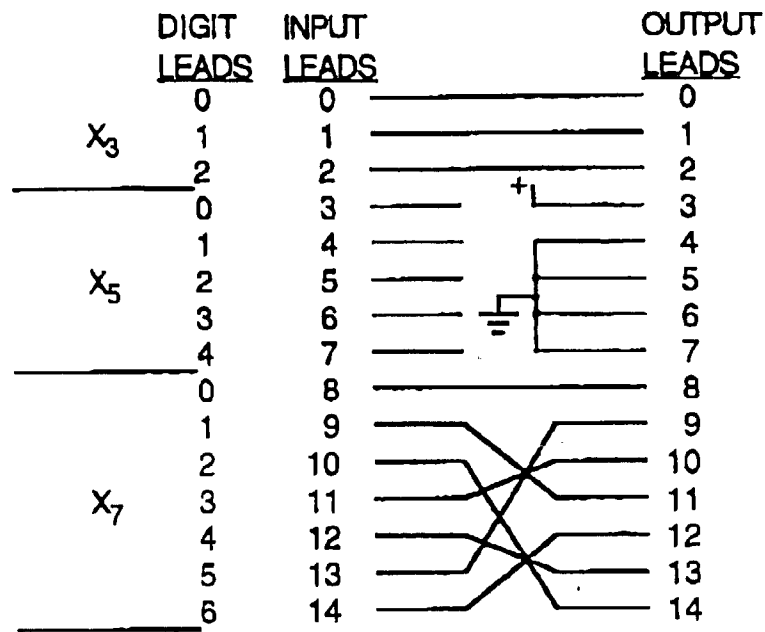 DIGIT INPUT OUTPUT
LEADS LEADS LEADS
0 0 0
X3 1 1 1
2 2 2
+
0 3 3
1 4 4
X5 2 5 5
3 6 6
4 7 7
0 8 8
1 9 9
2 10 10
X7 3 11 11
4 12 12
5 13 13
6 14 14